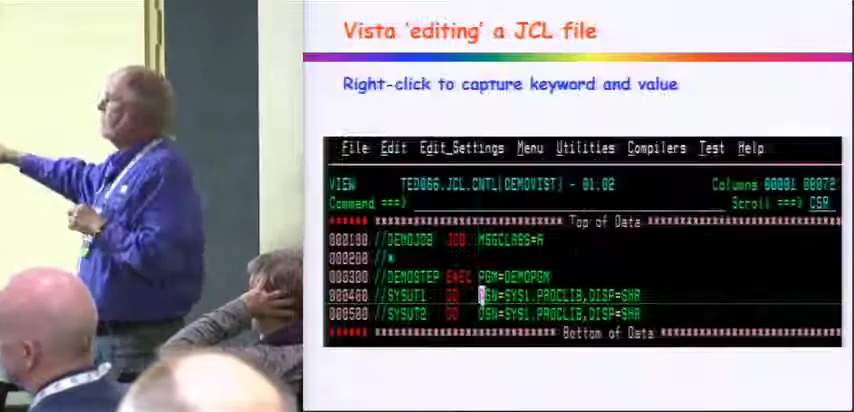 Vista 'editing' a JCL file
Right-click to capture keyword and value
File Edit Edit_Settings Menu Utilities Compilers Test Help
VIEW TED066.JCL.CNTL(DEMOVIST) - 01.02 Columns 00001 00072
Command ===> Scroll ===> CSR
****** *************************** Top of Data ***************************
000100 //DEMOJOB JOB MSGCLASS=A
000200 //*
000300 //DEMOSTEP EXEC PGM=DEMOPGM
000400 //SYSUT1 DD DSN=SYS1.PROCLIB,DISP=SHR
000500 //SYSUT2 DD DSN=SYS1.PROCLIB,DISP=SHR
****** ************************** Bottom of Data **************************